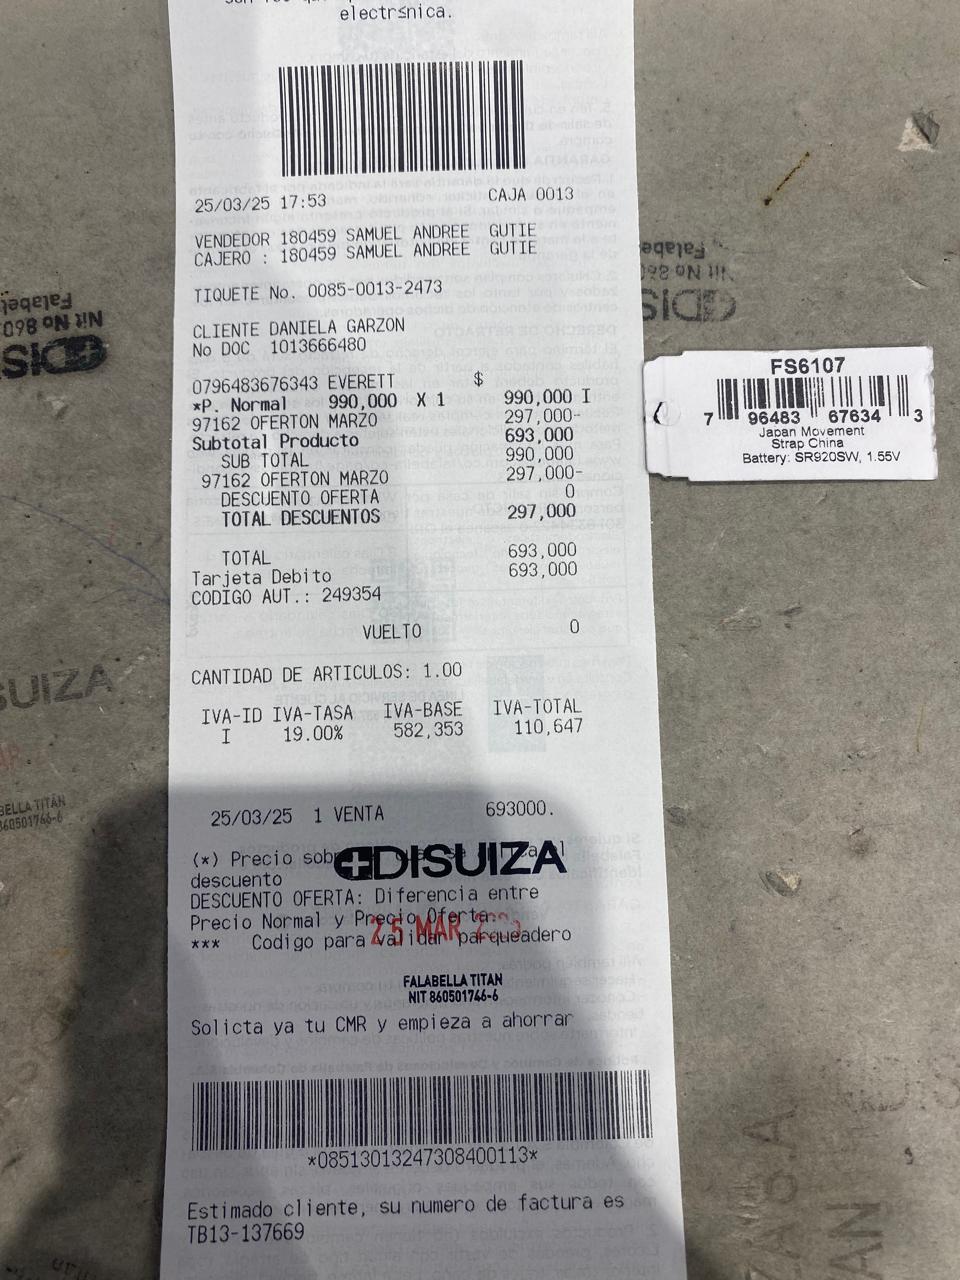 electrśnica.
25/03/25 17:53 CAJA 0013
VENDEDOR 180459 SAMUEL ANDREE GUTIE
CAJERO : 180459 SAMUEL ANDREE GUTIE
TIQUETE No. 0085-0013-2473
CLIENTE DANIELA GARZON
No DOC 1013666480
0796483676343 EVERETT $
*P. Normal 990,000 X 1 990,000 I
97162 OFERTON MARZO 297,000-
Subtotal Producto 693,000
SUB TOTAL 990,000
97162 OFERTON MARZO 297,000-
DESCUENTO OFERTA 0
TOTAL DESCUENTOS 297,000
TOTAL 693,000
Tarjeta Debito 693,000
CODIGO AUT.: 249354
VUELTO 0
CANTIDAD DE ARTICULOS: 1.00
IVA-ID IVA-TASA IVA-BASE IVA-TOTAL
I 19.00% 582,353 110,647
25/03/25 1 VENTA 693000.
(*) Precio
DISUIZA
descuento
DESCUENTO OFERTA: Diferencia entre
Precio Normal y Precio Oferta.
25 MAR
*** Codigo para validar parqueadero
FALABELLA TITAN
NIT 860501746-6
Solicta ya tu CMR y empieza a ahorrar
*08513013247308400113*
Estimado cliente, su numero de factura es
TB13-137669
FS6107
7 96483 67634 3
Japan Movement
Strap China
Battery: SR920SW, 1.55V
SUIZA